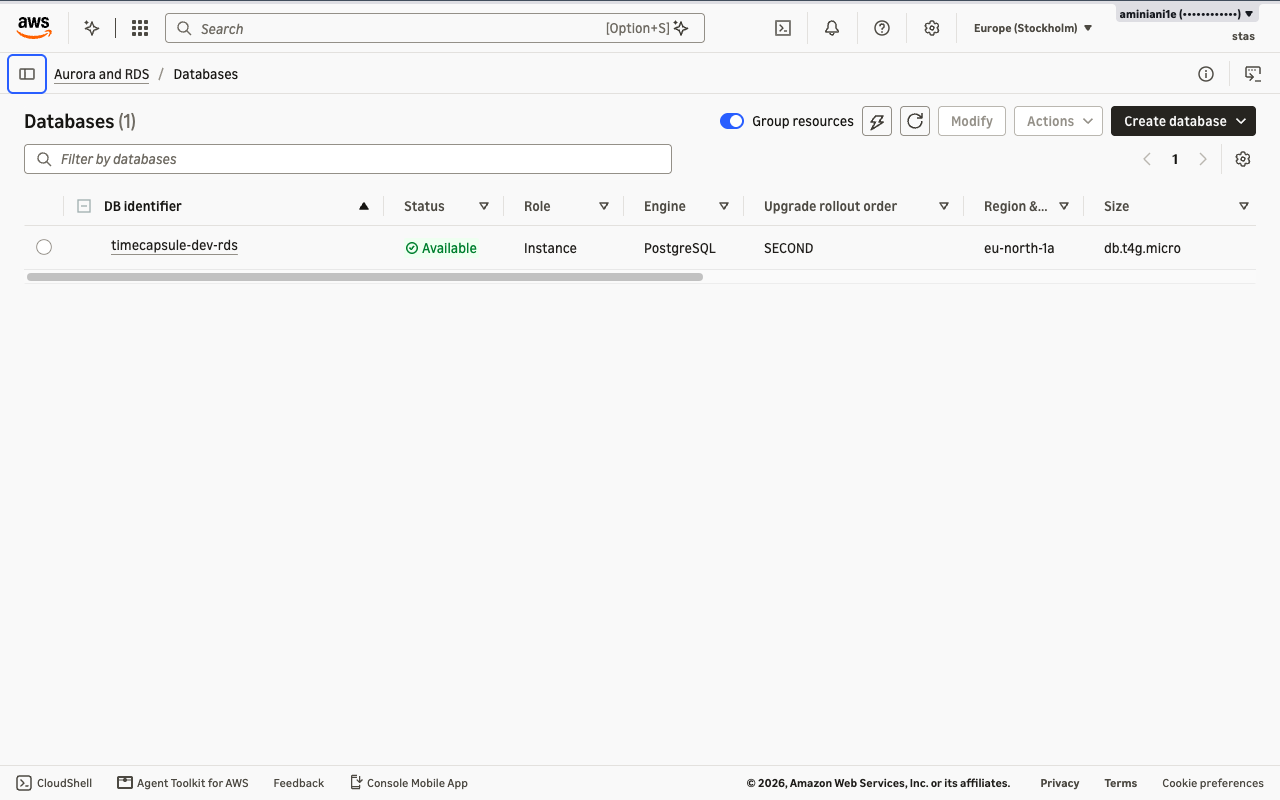 aws
Search
[Option+S]
Europe (Stockholm)
aminiani1e (••••••••••••)
stas
Aurora and RDS / Databases
Databases (1)
Group resources
Modify
Actions
Create database
Filter by databases
1
DB identifier
Status
Role
Engine
Upgrade rollout order
Region &...
Size
timecapsule-dev-rds
Available
Instance
PostgreSQL
SECOND
eu-north-1a
db.t4g.micro
CloudShell
Agent Toolkit for AWS
Feedback
Console Mobile App
© 2026, Amazon Web Services, Inc. or its affiliates.
Privacy
Terms
Cookie preferences